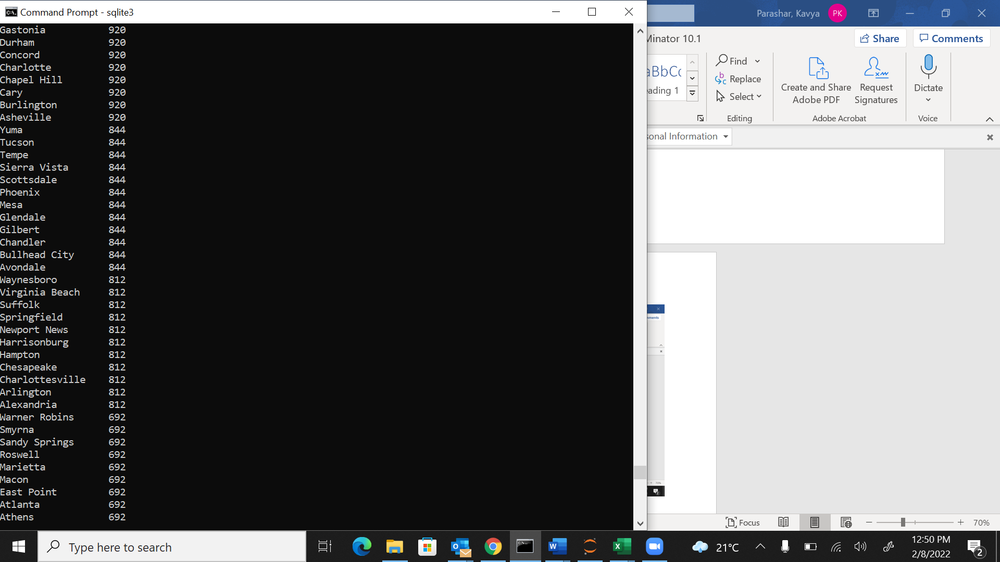 Command Prompt - sqlite3
Gastonia 920
Durham 920
Concord 920
Charlotte 920
Chapel Hill 920
Cary 920
Burlington 920
Asheville 920
Yuma 844
Tucson 844
Tempe 844
Sierra Vista 844
Scottsdale 844
Phoenix 844
Mesa 844
Glendale 844
Gilbert 844
Chandler 844
Bullhead City 844
Avondale 844
Waynesboro 812
Virginia Beach 812
Suffolk 812
Springfield 812
Newport News 812
Harrisonburg 812
Hampton 812
Chesapeake 812
Charlottesville 812
Arlington 812
Alexandria 812
Warner Robins 692
Smyrna 692
Sandy Springs 692
Roswell 692
Marietta 692
Macon 692
East Point 692
Atlanta 692
Athens 692
Parashar, Kavya PK
Minator 10.1
Share Comments
aBbCc
eading 1
Find
Replace
Select
Editing
Create and Share
Adobe PDF
Request
Signatures
Adobe Acrobat
Dictate
Voice
sonal Information
nments
70%
Focus
70%
Type here to search
21°C
12:50 PM
2/8/2022
2